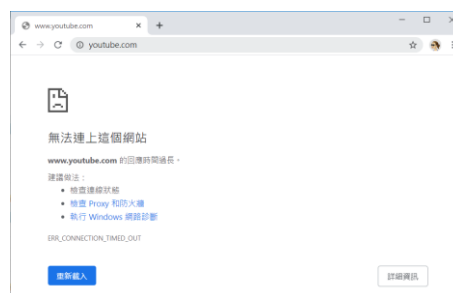 www.youtube.com
youtube.com
無法連上這個網站
www.youtube.com 的回應時間過長。
建議做法：
檢查連線狀態
檢查 Proxy 和防火牆
執行 Windows 網路診斷
ERR_CONNECTION_TIMED_OUT
重新載入
詳細資訊